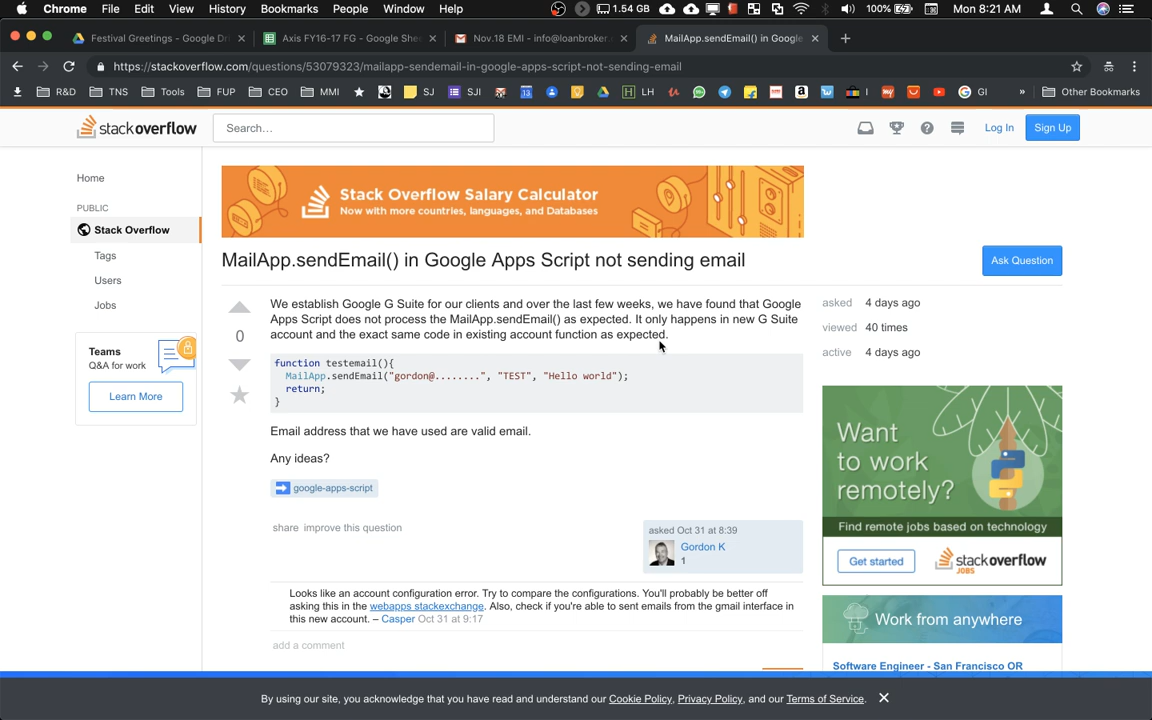 Chrome File Edit View History Bookmarks People Window Help 1.54 GB 100% Mon 8:21 AM
Festival Greetings - Google Dri Axis FY16-17 FG - Google She Nov.18 EMI - info@loanbroker. MailApp.sendEmail() in Google
https://stackoverflow.com/questions/53079323/mailapp-sendemail-in-google-apps-script-not-sending-email
R&D TNS Tools FUP CEO MMI SJ SJI LH GI » Other Bookmarks
stackoverflow Search… Log In Sign Up
Home
PUBLIC
Stack Overflow
Tags
Users
Jobs
Teams
Q&A for work
Learn More
Stack Overflow Salary Calculator
Now with more countries, languages, and Databases
MailApp.sendEmail() in Google Apps Script not sending email
Ask Question
0
We establish Google G Suite for our clients and over the last few weeks, we have found that Google
Apps Script does not process the MailApp.sendEmail() as expected. It only happens in new G Suite
account and the exact same code in existing account function as expected.
function testemail(){
MailApp.sendEmail("gordon@........", "TEST", "Hello world");
return;
}
Email address that we have used are valid email.
Any ideas?
google-apps-script
share improve this question
asked Oct 31 at 8:39
Gordon K
1
Looks like an account configuration error. Try to compare the configurations. You'll probably be better off
asking this in the webapps stackexchange. Also, check if you're able to sent emails from the gmail interface in
this new account. – Casper Oct 31 at 9:17
add a comment
asked 4 days ago
viewed 40 times
active 4 days ago
Want
to work
remotely?
Find remote jobs based on technology
Get started stackoverflow
JOBS
Work from anywhere
Software Engineer - San Francisco OR
By using our site, you acknowledge that you have read and understand our Cookie Policy, Privacy Policy, and our Terms of Service.